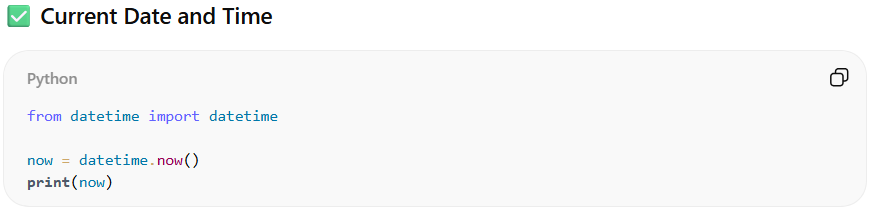 ✅ Current Date and Time
Python
from datetime import datetime
now = datetime.now()
print(now)